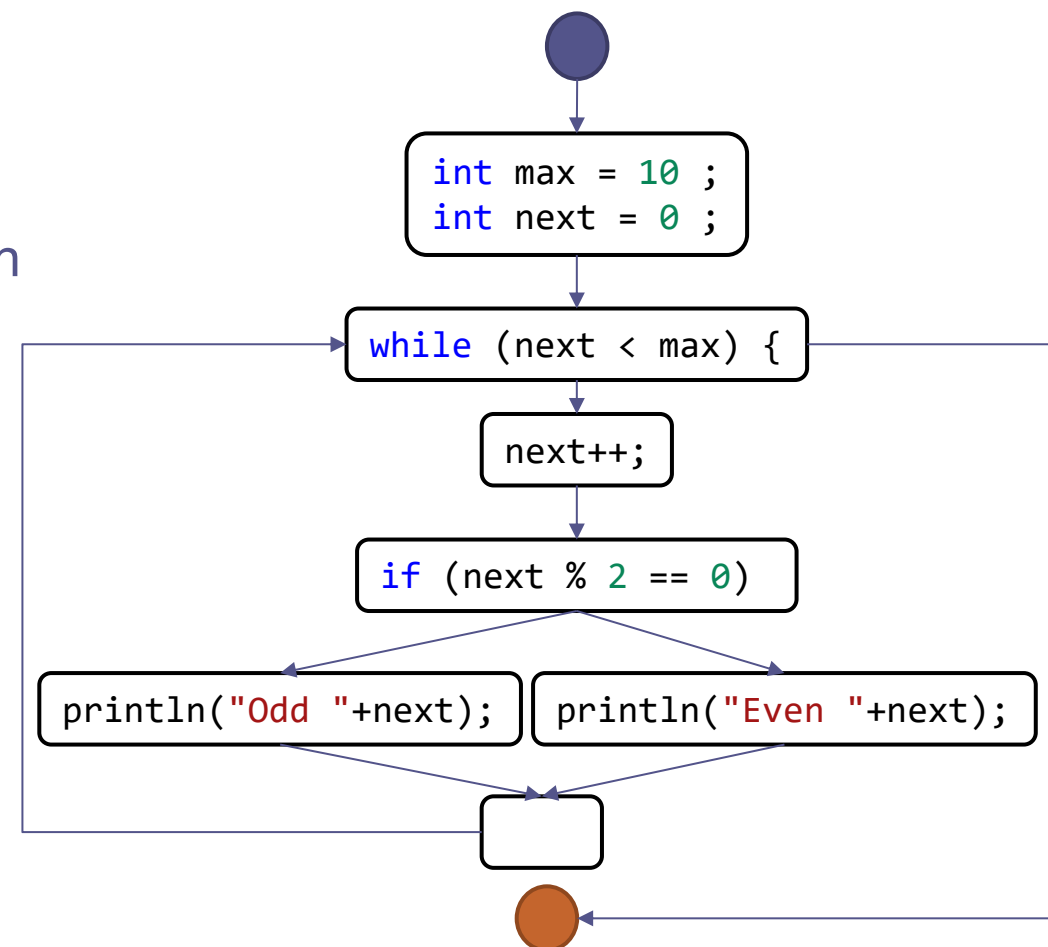 int max = 10 ;
int next = 0 ;
while (next < max) {
next++;
if (next % 2 == 0)
println("Odd "+next);
println("Even "+next);